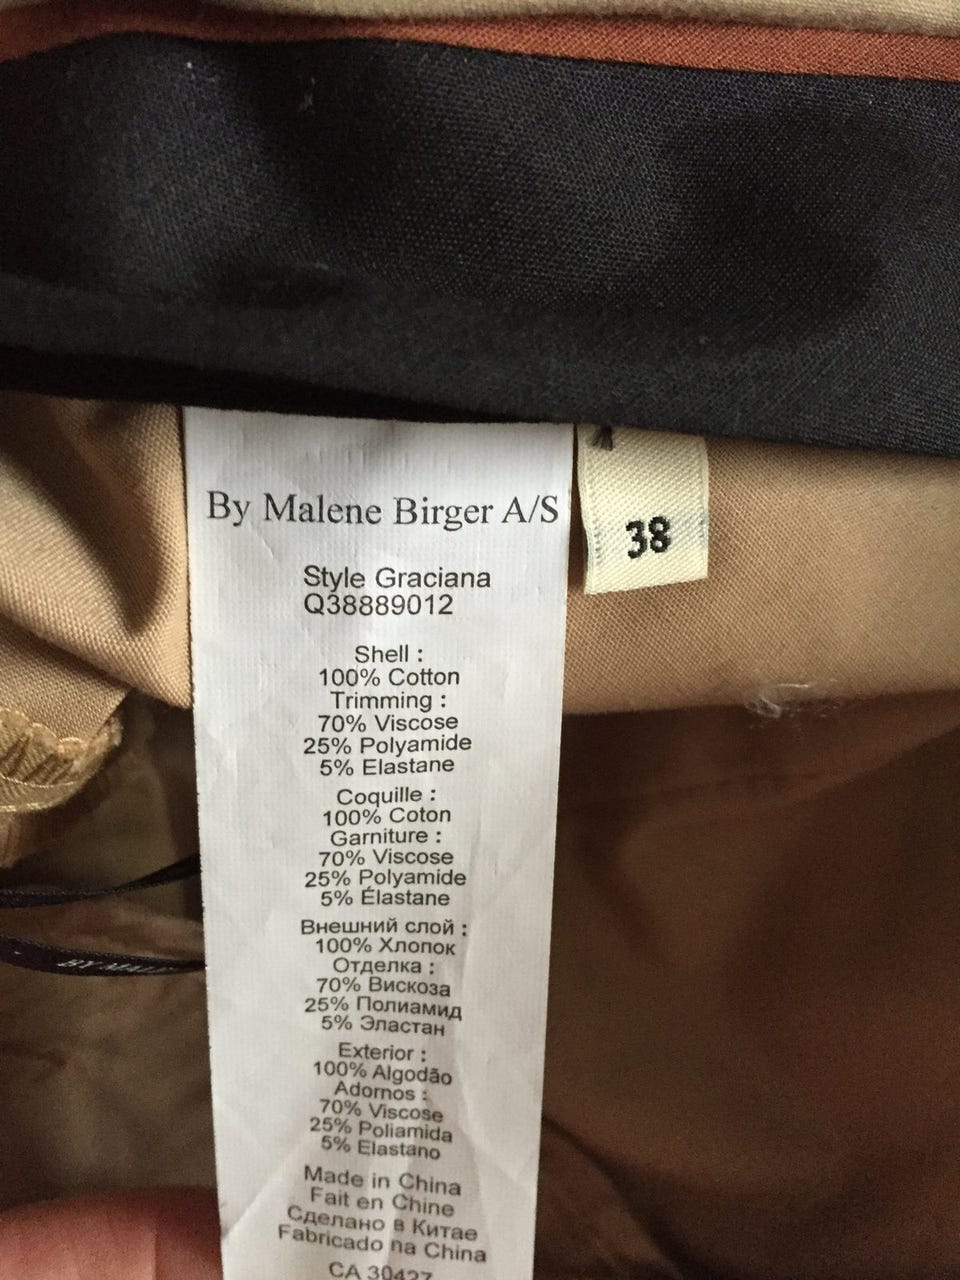 By Malene Birger A/S
38
Style Graciana
Q38889012
Shell :
100% Cotton
Trimming :
70% Viscose
25% Polyamide
5% Elastane
Coquille :
100% Coton
Garniture :
70% Viscose
25% Polyamide
5% Élastane
Внешний слой :
100% Хлопок
Отделка :
70% Вискоза
25% Полиамид
5% Эластан
Exterior :
100% Algodão
Adornos :
70% Viscose
25% Poliamida
5% Elastano
Made in China
Fait en Chine
Сделано в Китае
Fabricado na China
CA 30427
BY